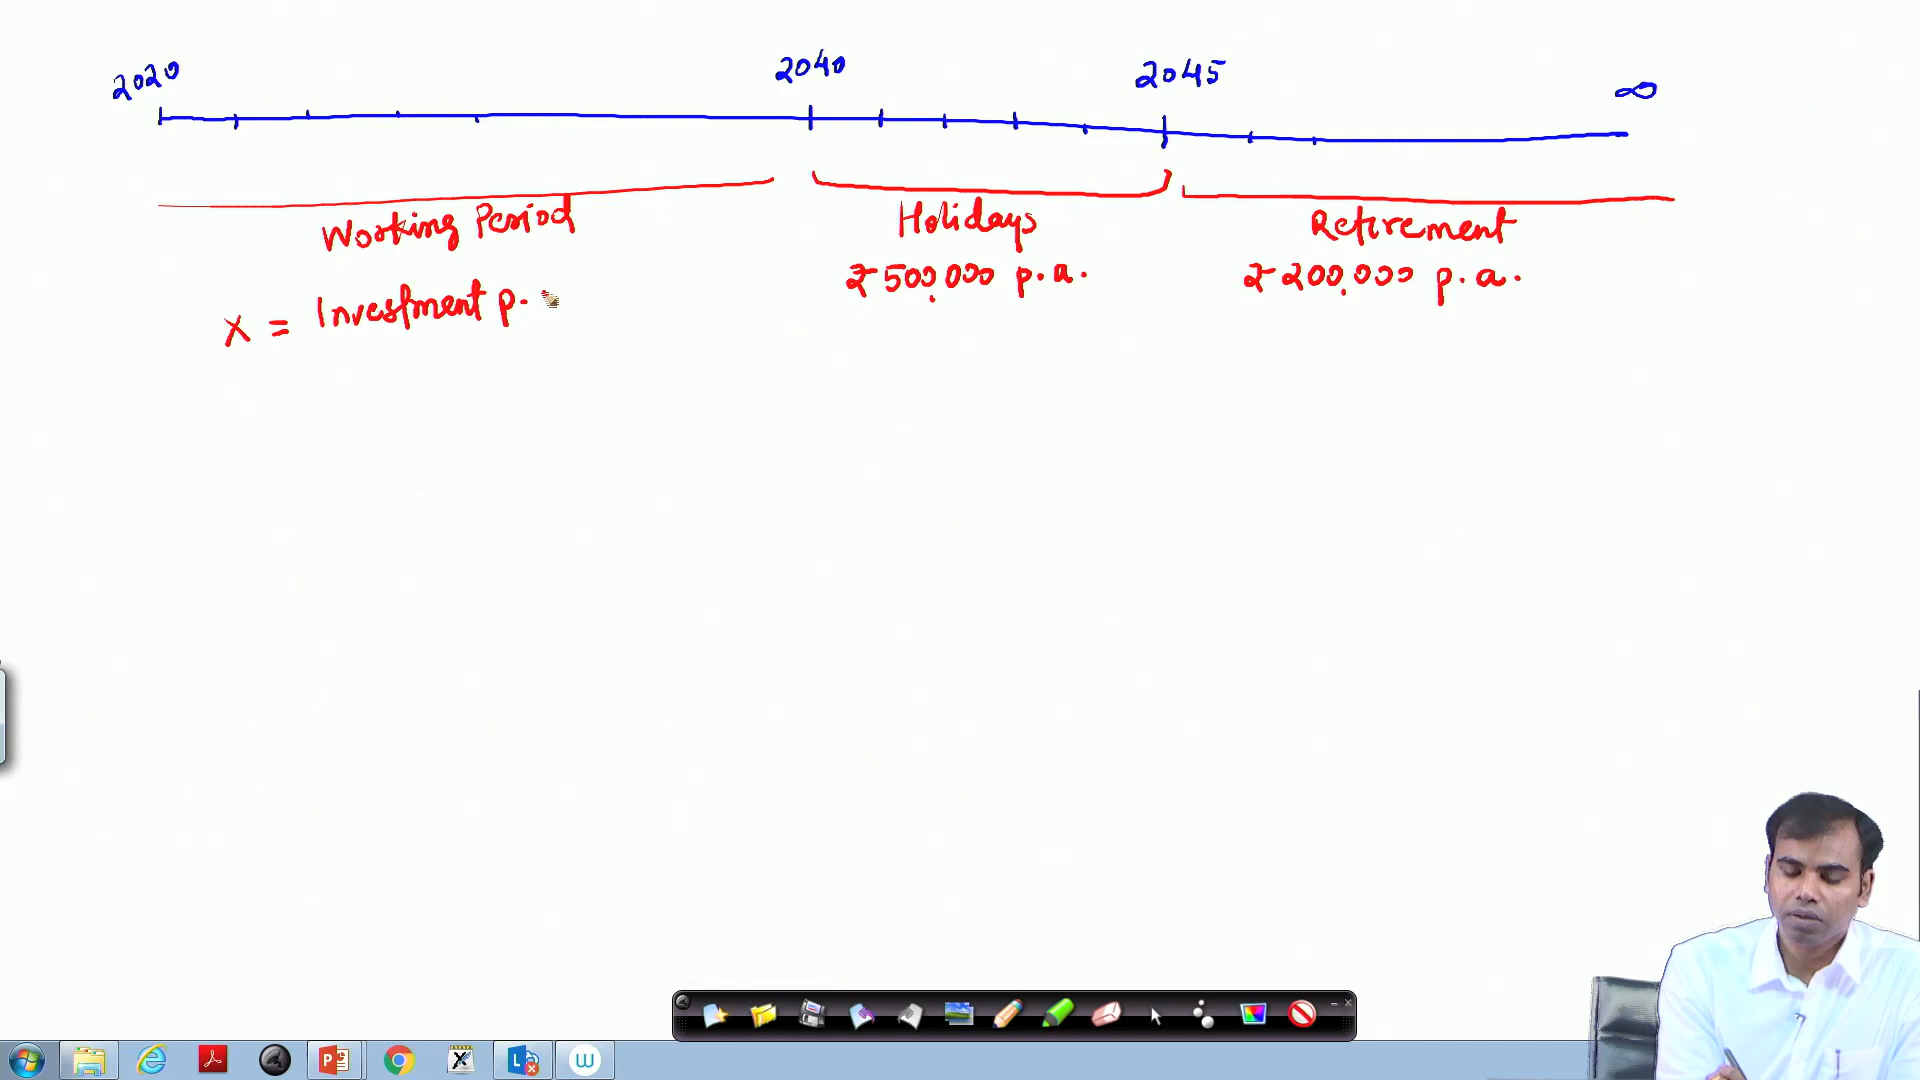 2020 2040 2045 ∞
Working Period Holidays Retirement
₹ 500,000 p.a. ₹ 200,000 p.a.
X = Investment p.